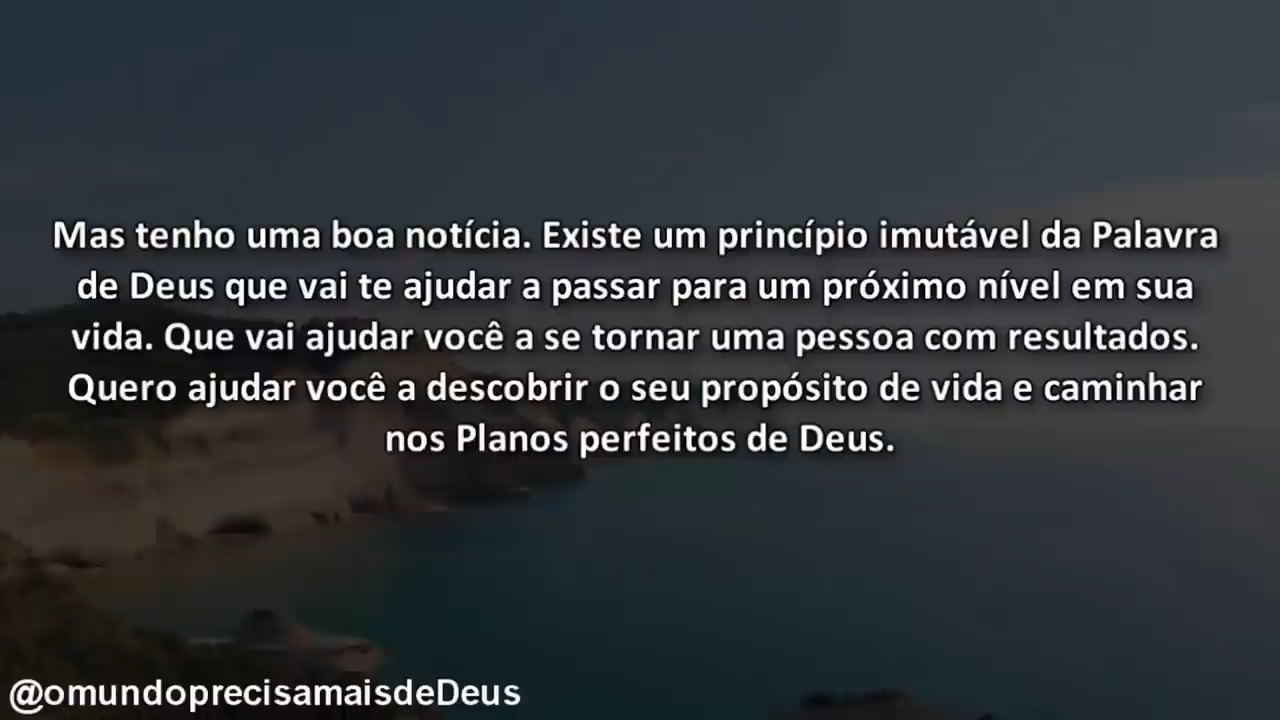 Mas tenho uma boa notícia. Existe um princípio imutável da Palavra
de Deus que vai te ajudar a passar para um próximo nível em sua
vida. Que vai ajudar você a se tornar uma pessoa com resultados.
Quero ajudar você a descobrir o seu propósito de vida e caminhar
nos Planos perfeitos de Deus.
@omundoprecisamaisdeDeus